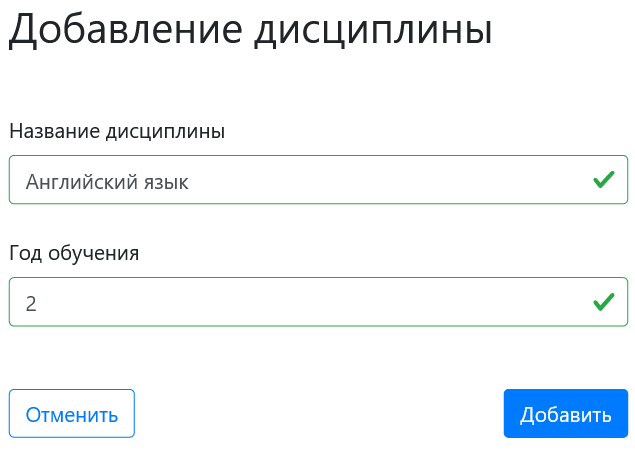 Добавление дисциплины
Название дисциплины
Английский язык
Год обучения
2
Отменить
Добавить